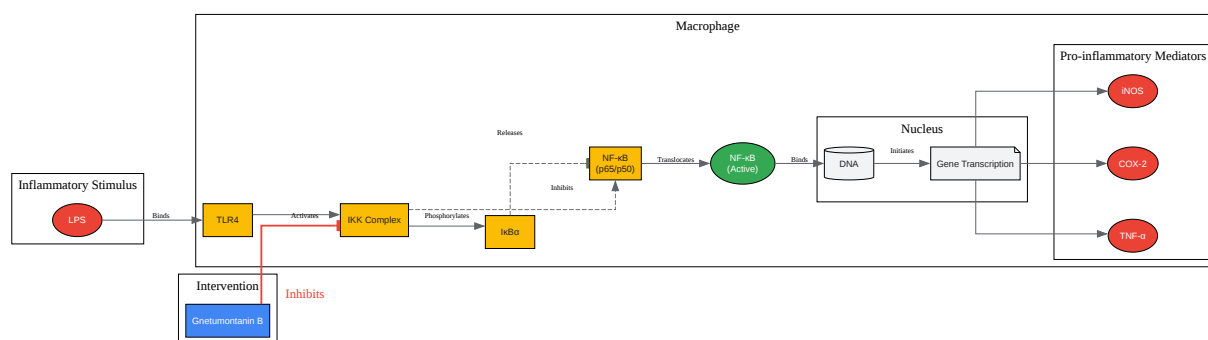 Macrophage
Pro-inflammatory Mediators
iNOS
Releases
Nucleus
NF-κB
(p65/p50)
Translocates
NF-κB
(Active)
Binds
DNA
Initiates
Gene Transcription
COX-2
Inflammatory Stimulus
LPS
Binds
TLR4
Activates
IKK Complex
Inhibits
Phosphorylates
IκBα
TNF-α
Intervention
Inhibits
Gnetumontanin B